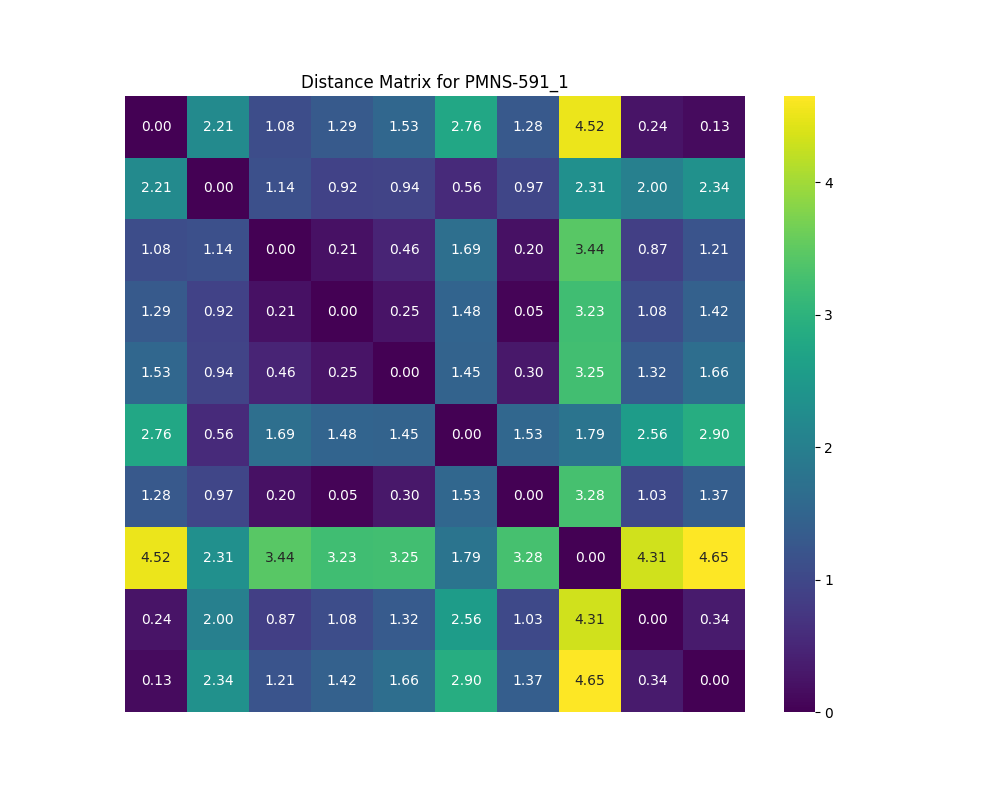 Distance Matrix for PMNS-591_1
0.00 2.21 1.08 1.29 1.53 2.76 1.28 4.52 0.24 0.13
2.21 0.00 1.14 0.92 0.94 0.56 0.97 2.31 2.00 2.34
1.08 1.14 0.00 0.21 0.46 1.69 0.20 3.44 0.87 1.21
1.29 0.92 0.21 0.00 0.25 1.48 0.05 3.23 1.08 1.42
1.53 0.94 0.46 0.25 0.00 1.45 0.30 3.25 1.32 1.66
2.76 0.56 1.69 1.48 1.45 0.00 1.53 1.79 2.56 2.90
1.28 0.97 0.20 0.05 0.30 1.53 0.00 3.28 1.03 1.37
4.52 2.31 3.44 3.23 3.25 1.79 3.28 0.00 4.31 4.65
0.24 2.00 0.87 1.08 1.32 2.56 1.03 4.31 0.00 0.34
0.13 2.34 1.21 1.42 1.66 2.90 1.37 4.65 0.34 0.00
4
3
2
1
0